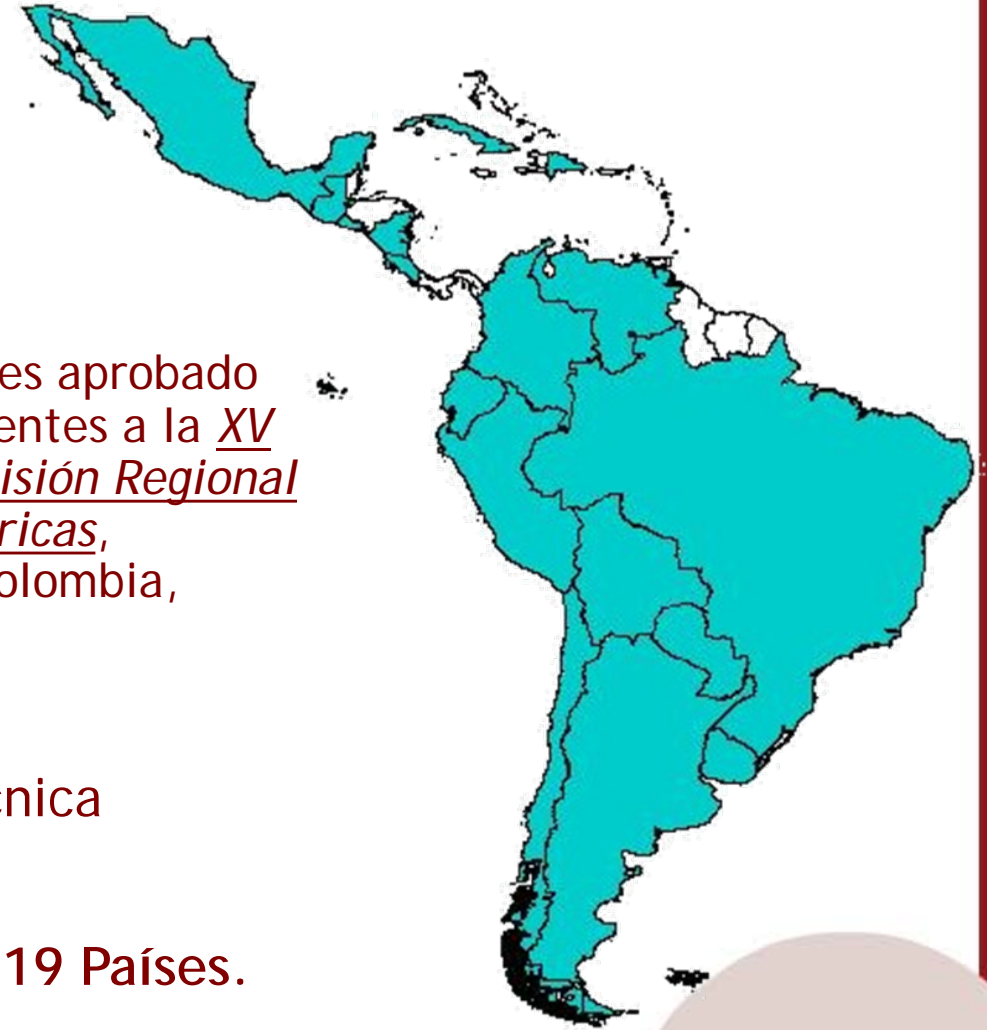 es aprobado
entes a la XV
isión Regional
ricas,
olombia,
cnica
19 Países.